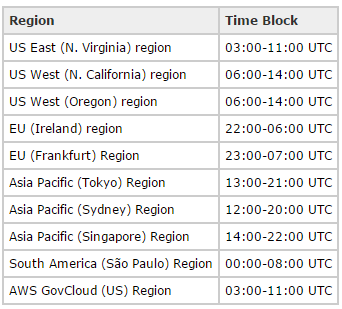 Region Time Block
US East (N. Virginia) region 03:00-11:00 UTC
US West (N. California) region 06:00-14:00 UTC
US West (Oregon) region 06:00-14:00 UTC
EU (Ireland) region 22:00-06:00 UTC
EU (Frankfurt) Region 23:00-07:00 UTC
Asia Pacific (Tokyo) Region 13:00-21:00 UTC
Asia Pacific (Sydney) Region 12:00-20:00 UTC
Asia Pacific (Singapore) Region 14:00-22:00 UTC
South America (São Paulo) Region 00:00-08:00 UTC
AWS GovCloud (US) Region 03:00-11:00 UTC